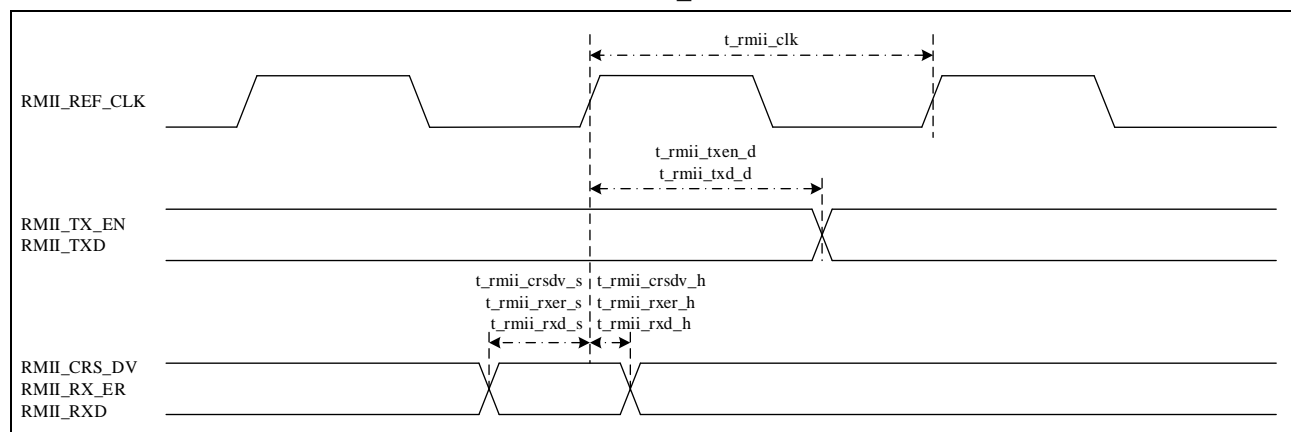 t_rmii_clk
RMII_REF_CLK
t_rmii_txen_d
t_rmii_txd_d
RMII_TX_EN
RMII_TXD
t_rmii_crsdv_s t_rmii_crsdv_h
t_rmii_rxer_s t_rmii_rxer_h
t_rmii_rxd_s t_rmii_rxd_h
RMII_CRS_DV
RMII_RX_ER
RMII_RXD